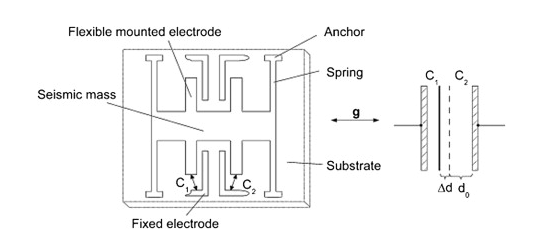 Flexible mounted electrode
Anchor
Spring
Seismic mass
g
C1 C2
Substrate
C1 C2
Δd d0
Fixed electrode